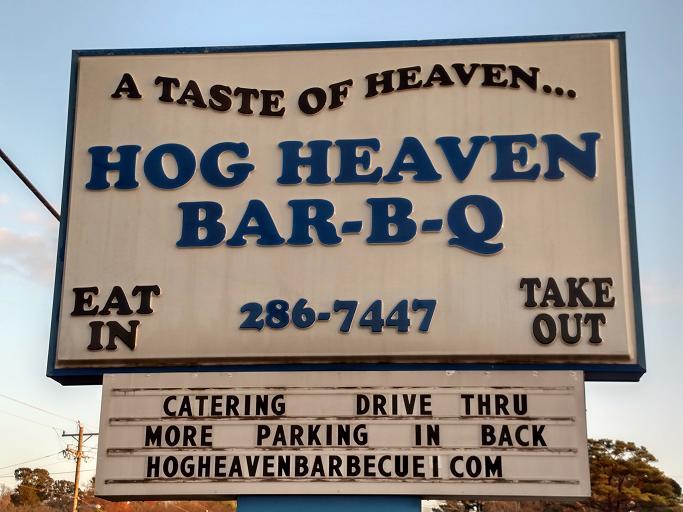 A TASTE OF HEAVEN...
HOG HEAVEN
BAR-B-Q
EAT IN
286-7447
TAKE OUT
CATERING DRIVE THRU
MORE PARKING IN BACK
HOGHEAVENBARBECUE1 COM